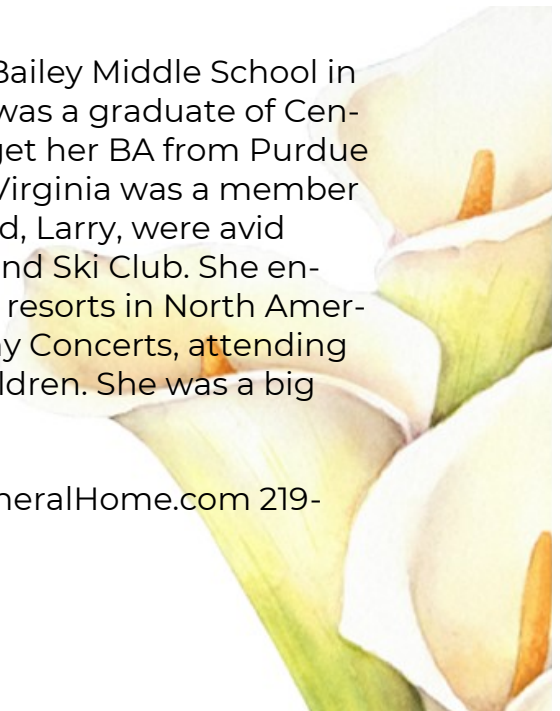 Bailey Middle School in
was a graduate of Cen-
get her BA from Purdue
Virginia was a member
d, Larry, were avid
nd Ski Club. She en-
resorts in North Amer-
y Concerts, attending
ldren. She was a big
neralHome.com 219-